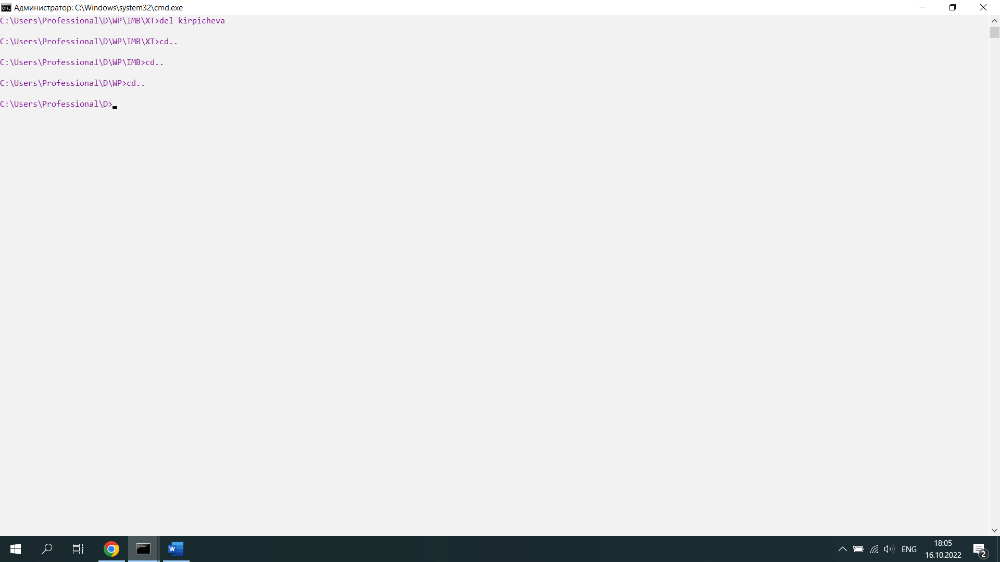 Администратор: C:\Windows\system32\cmd.exe
C:\Users\Professional\D\WP\IMB\XT>del kirpicheva
C:\Users\Professional\D\WP\IMB\XT>cd..
C:\Users\Professional\D\WP\IMB>cd..
C:\Users\Professional\D\WP>cd..
C:\Users\Professional\D>
ENG
18:05
16.10.2022
2